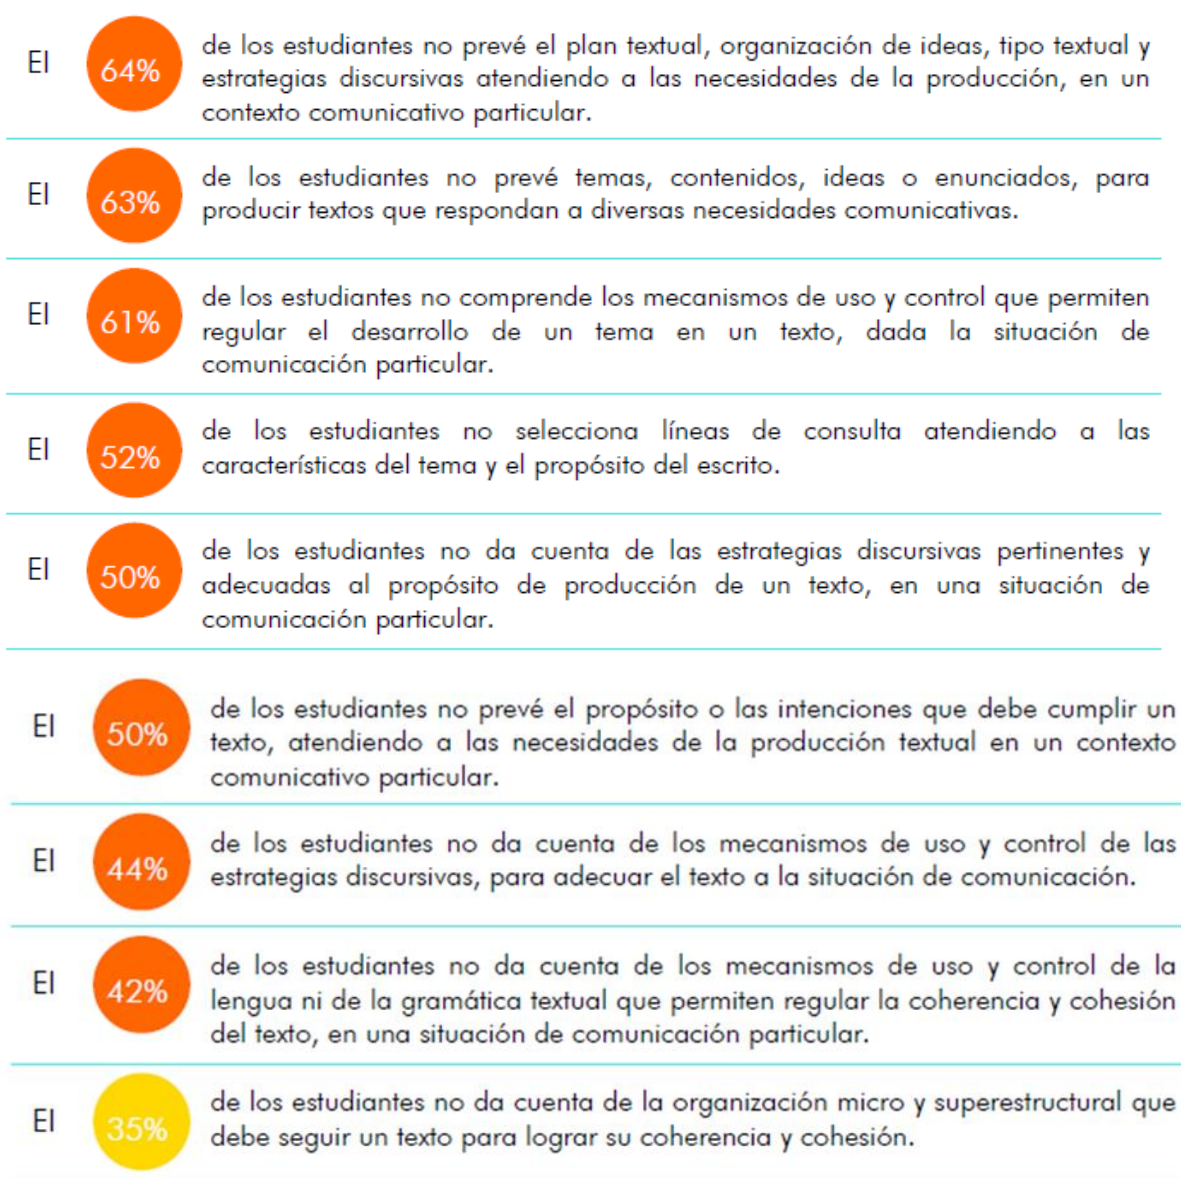 El 64% de los estudiantes no prevé el plan textual, organización de ideas, tipo textual y
estrategias discursivas atendiendo a las necesidades de la producción, en un
contexto comunicativo particular.
El 63% de los estudiantes no prevé temas, contenidos, ideas o enunciados, para
producir textos que respondan a diversas necesidades comunicativas.
El 61% de los estudiantes no comprende los mecanismos de uso y control que permiten
regular el desarrollo de un tema en un texto, dada la situación de
comunicación particular.
El 52% de los estudiantes no selecciona líneas de consulta atendiendo a las
características del tema y el propósito del escrito.
El 50% de los estudiantes no da cuenta de las estrategias discursivas pertinentes y
adecuadas al propósito de producción de un texto, en una situación de
comunicación particular.
El 50% de los estudiantes no prevé el propósito o las intenciones que debe cumplir un
texto, atendiendo a las necesidades de la producción textual en un contexto
comunicativo particular.
El 44% de los estudiantes no da cuenta de los mecanismos de uso y control de las
estrategias discursivas, para adecuar el texto a la situación de comunicación.
El 42% de los estudiantes no da cuenta de los mecanismos de uso y control de la
lengua ni de la gramática textual que permiten regular la coherencia y cohesión
del texto, en una situación de comunicación particular.
El 35% de los estudiantes no da cuenta de la organización micro y superestructural que
debe seguir un texto para lograr su coherencia y cohesión.